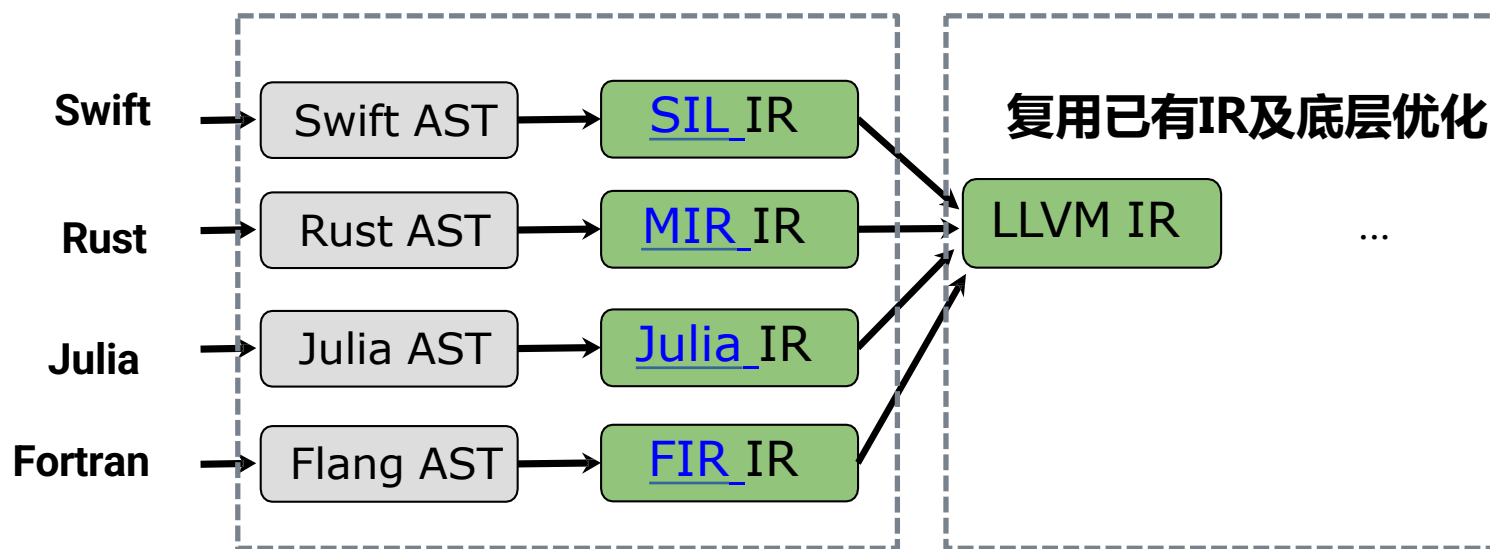 Swift
Swift AST
SIL IR
复用已有IR及底层优化
Rust
Rust AST
MIR IR
LLVM IR
...
Julia
Julia AST
Julia IR
Fortran
Flang AST
FIR IR